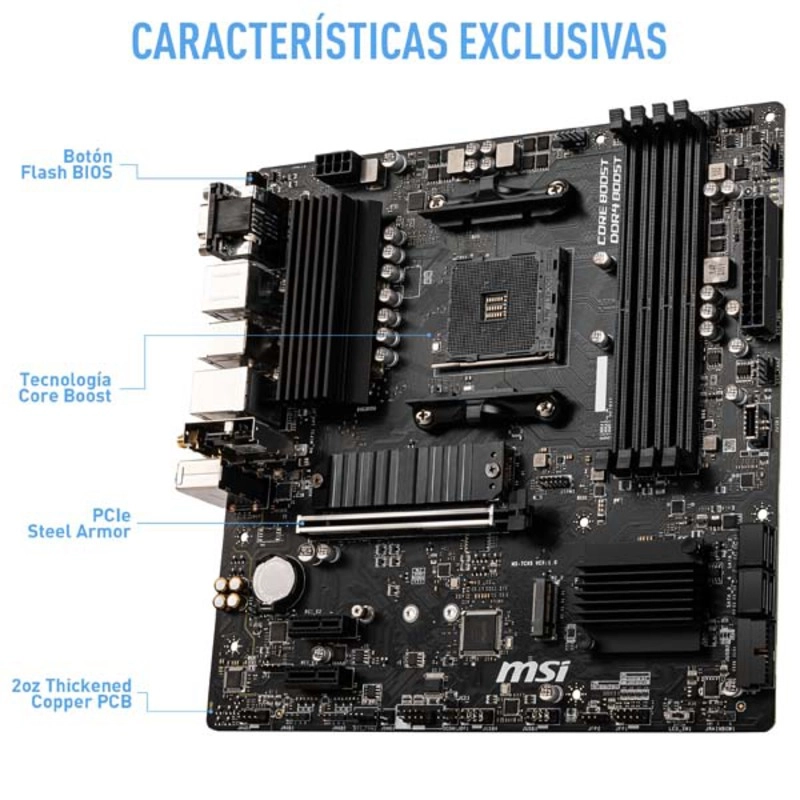 CARACTERÍSTICAS EXCLUSIVAS
Botón
Flash BIOS
CORE BOOST
DDR4 BOOST
Tecnología
Core Boost
PCIe
Steel Armor
msi
2oz Thickened
Copper PCB